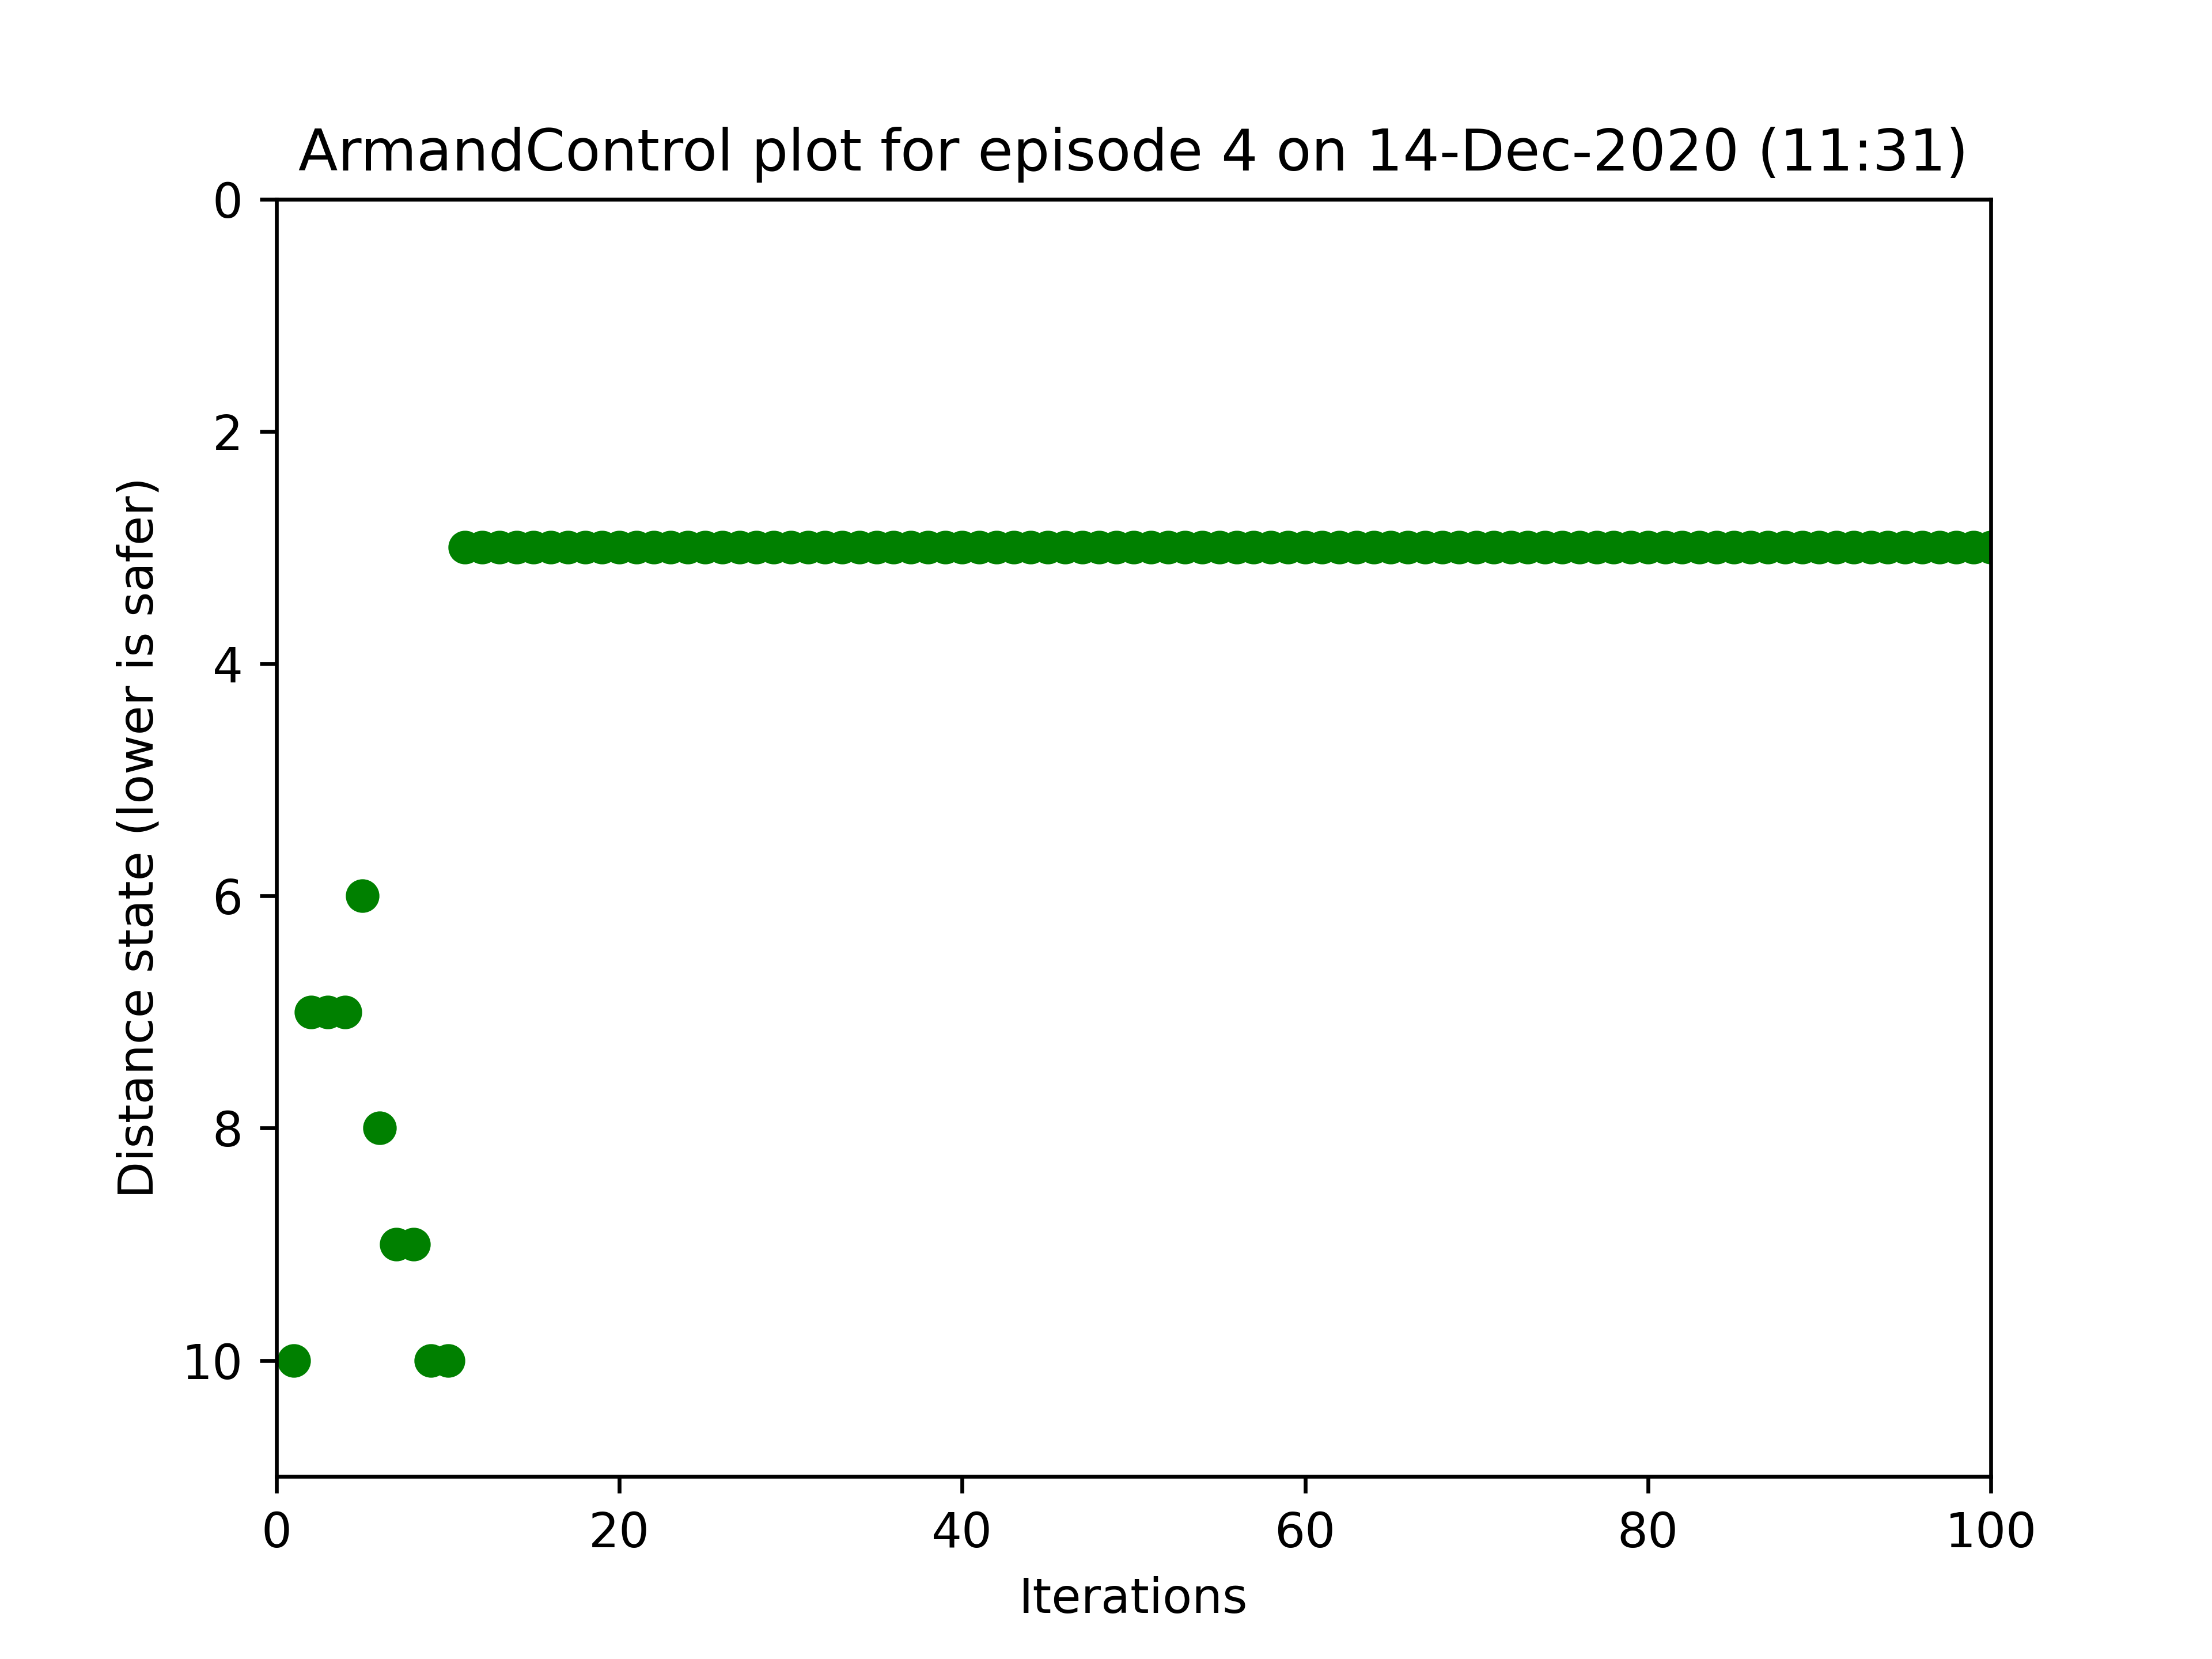 ArmandControl plot for episode 4 on 14-Dec-2020 (11:31)
Distance state (lower is safer)
0
2
4
6
8
10
0 20 40 60 80 100
Iterations